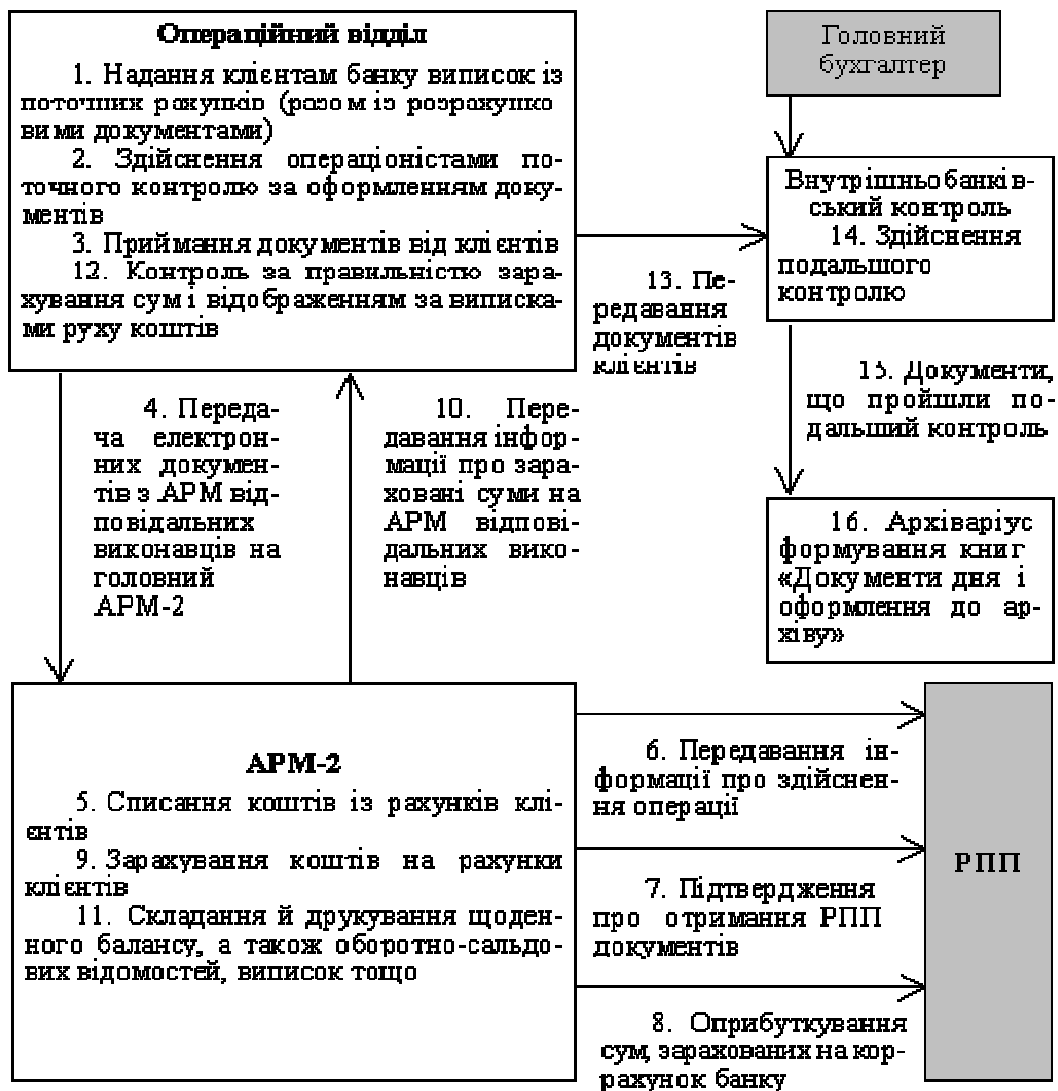 Операційний відділ
1. Надання клієнтам банку виписок із
поточних рахунків (разом із розрахунко
вими документами)
2. Здійснення операціоністами по-
точного контролю за оформленням доку-
ментів
3. Приймання документів від клієнтів
12. Контроль за правильністю зара-
хування сум і відображенням за виписка-
ми руху коштів
Головний
бухгалтер
Внутрішньобанків-
ський контроль
14. Здійснення
подальшого
контролю
13. Пе-
редавання
документів
клієнтів
15. Документи,
що пройшли по-
дальший контроль
16. Архіваріус
формування книг
«Документи дня і
оформлення до ар-
хіву»
4. Переда-
ча електрон-
них докумен-
тів з АРМ від-
повідальних
виконавців на
головний
АРМ-2
10. Пере-
давання інфор-
мації про зара-
ховані суми на
АРМ відпові-
дальних вико-
навців
АРМ-2
5. Списання коштів із рахунків клі-
єнтів
9. Зарахування коштів на рахунки
клієнтів
11. Складання й друкування щоден-
ного балансу, а також оборотно-сальдо-
вих відомостей, виписок тощо
6. Передавання ін-
формації про здійснен-
ня операції
7. Підтвердження
про отримання РПП
документів
8. Оприбуткування
сум, зарахованих на кор-
рахунок банку
РПП